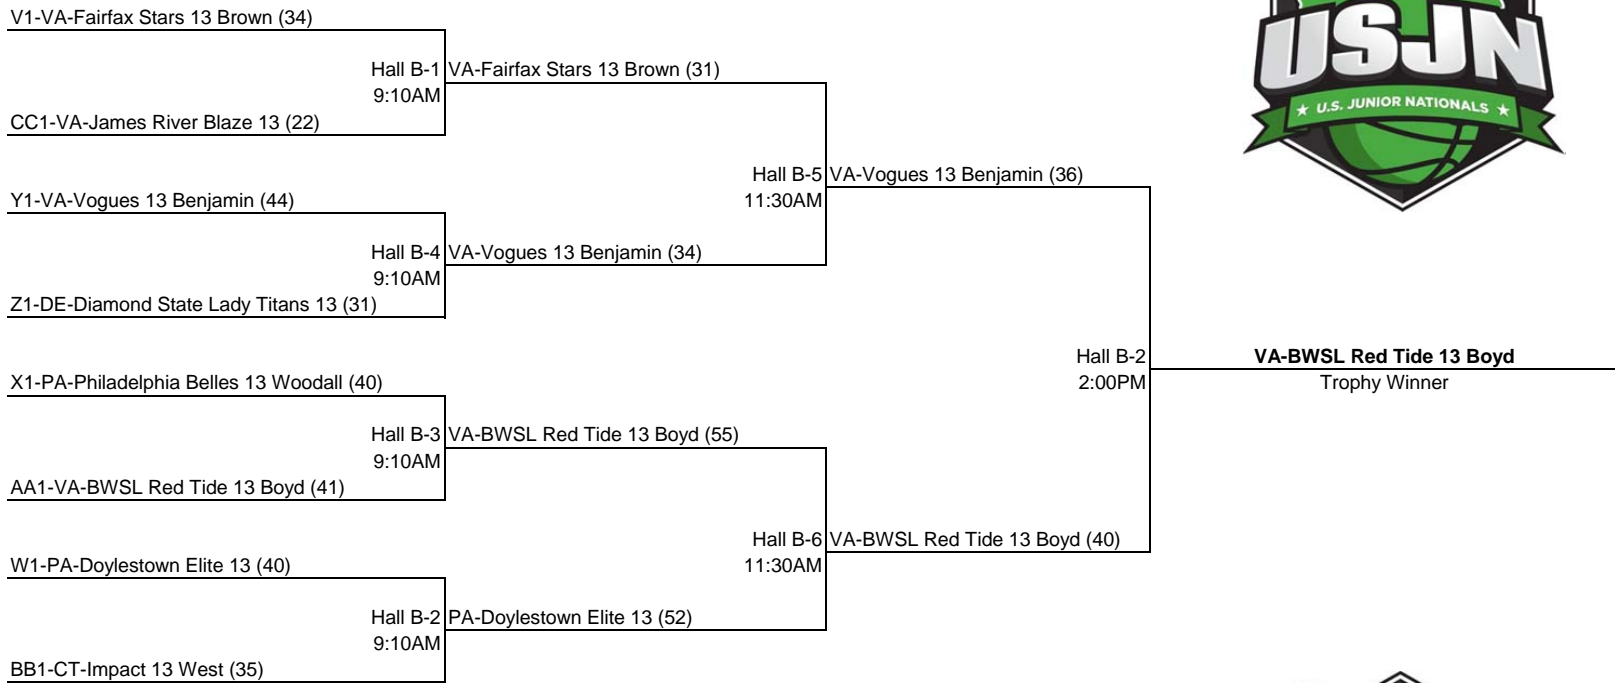 V1-VA-Fairfax Stars 13 Brown (34)
Hall B-1 VA-Fairfax Stars 13 Brown (31)
9:10AM
CC1-VA-James River Blaze 13 (22)
USJN
★ U.S. JUNIOR NATIONALS ★
Hall B-5 VA-Vogues 13 Benjamin (36)
11:30AM
Y1-VA-Vogues 13 Benjamin (44)
Hall B-4 VA-Vogues 13 Benjamin (34)
9:10AM
Z1-DE-Diamond State Lady Titans 13 (31)
Hall B-2 VA-BWSL Red Tide 13 Boyd
2:00PM Trophy Winner
X1-PA-Philadelphia Belles 13 Woodall (40)
Hall B-3 VA-BWSL Red Tide 13 Boyd (55)
9:10AM
AA1-VA-BWSL Red Tide 13 Boyd (41)
Hall B-6 VA-BWSL Red Tide 13 Boyd (40)
11:30AM
W1-PA-Doylestown Elite 13 (40)
Hall B-2 PA-Doylestown Elite 13 (52)
9:10AM
BB1-CT-Impact 13 West (35)